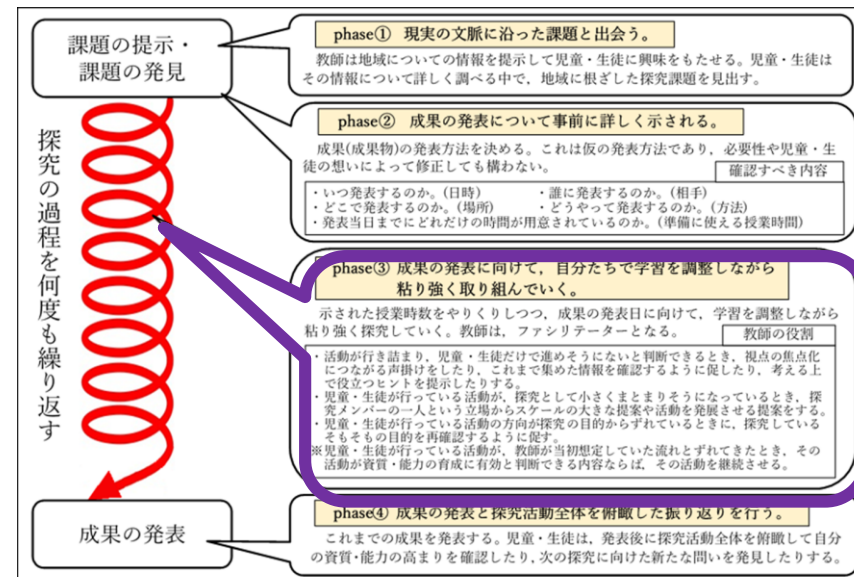 課題の提示・
課題の発見
探究の過程を何度も繰り返す
成果の発表
phase① 現実の文脈に沿った課題と出会う。
教師は地域についての情報を提示して児童・生徒に興味をもたせる。児童・生徒は
その情報について詳しく調べる中で，地域に根ざした探究課題を見出す。
phase② 成果の発表について事前に詳しく示される。
成果(成果物)の発表方法を決める。これは仮の発表方法であり，必要性や児童・生
徒の想いによって修正しても構わない。
確認すべき内容
・いつ発表するのか。(日時) ・誰に発表するのか。(相手)
・どこで発表するのか。(場所) ・どうやって発表するのか。(方法)
・発表当日までにどれだけの時間が用意されているのか。(準備に使える授業時間)
phase③ 成果の発表に向けて，自分たちで学習を調整しながら
粘り強く取り組んでいく。
示された授業時数をやりくりしつつ，成果の発表日に向けて，学習を調整しながら
粘り強く探究していく。教師は，ファシリテーターとなる。
教師の役割
・活動が行き詰まり，児童・生徒だけで進めそうにないと判断できるとき，視点の焦点化
につながる声掛けをしたり，これまで集めた情報を確認するように促したり，考える上
で役立つヒントを提示したりする。
・児童・生徒が行っている活動が，探究として小さくまとまりそうになっているとき，探
究メンバーの一人という立場からスケールの大きな提案や活動を発展させる提案をする。
・児童・生徒が行っている活動の方向が探究の目的からずれているときに，探究している
そもそもの目的を再確認するように促す。
※児童・生徒が行っている活動が，教師が当初想定していた流れとずれてきたとき，その
活動が資質・能力の育成に有効と判断できる内容ならば，その活動を継続させる。
phase④ 成果の発表と探究活動全体を俯瞰した振り返りを行う。
これまでの成果を発表する。児童・生徒は，発表後に探究活動全体を俯瞰して自分
の資質・能力の高まりを確認したり，次の探究に向けた新たな問いを発見したりする。